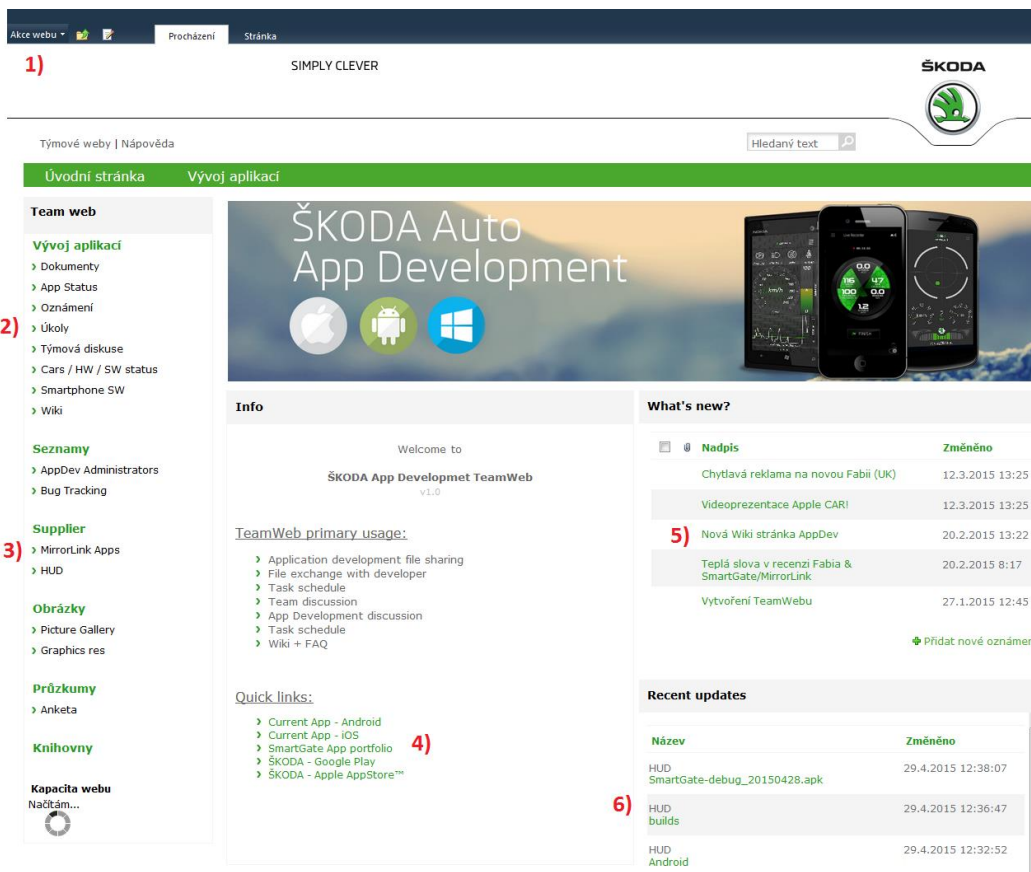 Akce webu
Procházení
Stránka
1)
SIMPLY CLEVER
ŠKODA
Týmové weby | Nápověda
Hledaný text
Úvodní stránka
Vývoj aplikací
Team web
Vývoj aplikací
Dokumenty
App Status
Oznámení
2)
Úkoly
Týmová diskuse
Cars / HW / SW status
Smartphone SW
Wiki
Seznamy
AppDev Administrators
Bug Tracking
Supplier
3)
MirrorLink Apps
HUD
Obrázky
Picture Gallery
Graphics res
Průzkumy
Anketa
Knihovny
Kapacita webu
Načítám...
ŠKODA Auto
App Development
Info
Welcome to
ŠKODA App Developmet TeamWeb
v1.0
TeamWeb primary usage:
Application development file sharing
File exchange with developer
Task schedule
Team discussion
App Development discussion
Task schedule
Wiki + FAQ
Quick links:
Current App - Android
Current App - iOS
SmartGate App portfolio
4)
ŠKODA - Google Play
ŠKODA - Apple AppStore™
What's new?
Nadpis Změněno
Chytlavá reklama na novou Fabii (UK) 12.3.2015 13:25
Videoprezentace Apple CAR! 12.3.2015 13:25
5) Nová Wiki stránka AppDev 20.2.2015 13:22
Teplá slova v recenzi Fabia & 20.2.2015 8:17
SmartGate/MirrorLink
Vytvoření TeamWebu 27.1.2015 12:45
Přidat nové oznámen
Recent updates
Název Změněno
HUD 29.4.2015 12:38:07
SmartGate-debug_20150428.apk
6)
HUD 29.4.2015 12:36:47
builds
HUD 29.4.2015 12:32:52
Android